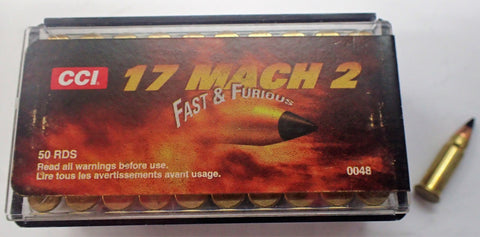 CCI
17 MACH 2
FAST & FURIOUS
50 RDS
Read all warnings before use.
Lire tous les avertissements avant usage.
0048